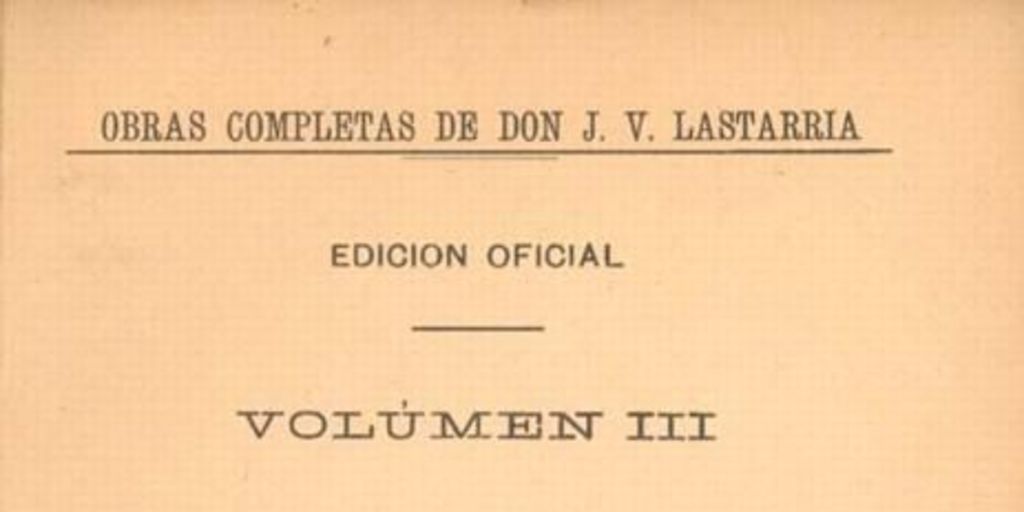 OBRAS COMPLETAS DE DON J. V. LASTARRIA
EDICION OFICIAL
VOLÚMEN III